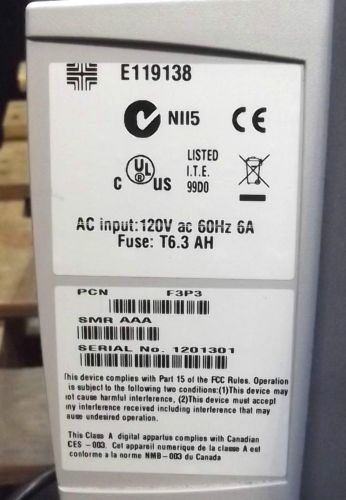 E119138
N115
CE
C UL US
LISTED
I.T.E.
99D0
AC input:120V ac 60Hz 6A
Fuse: T6.3 AH
PCN F3P3
SMR AAA
SERIAL No. 1201301
This device complies with Part 15 of the FCC Rules. Operation
is subject to the following two conditions:(1)This device may
not cause harmful interference, (2)This device must accept
any interference received including interference that may
cause undesired operation.
This Class A digital appartus complies with Canadian
CES -003. Cet appareil numerique de la classe A est
conforme a la norme NMB-003 du Canada